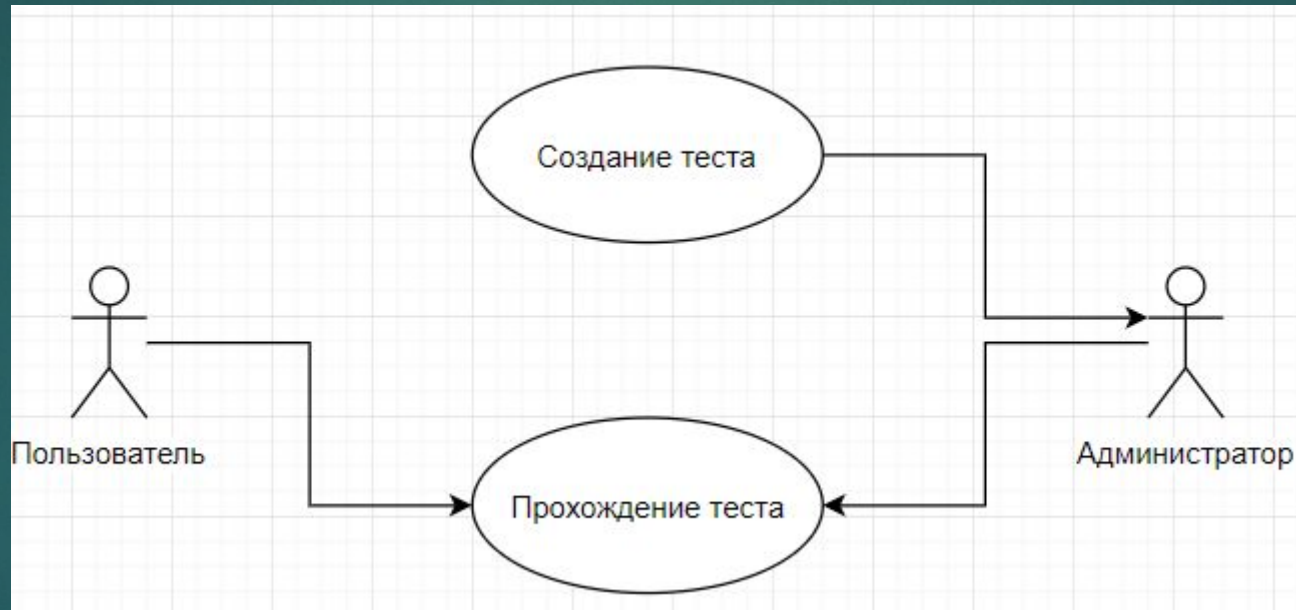 Создание теста
Пользователь
Администратор
Прохождение теста